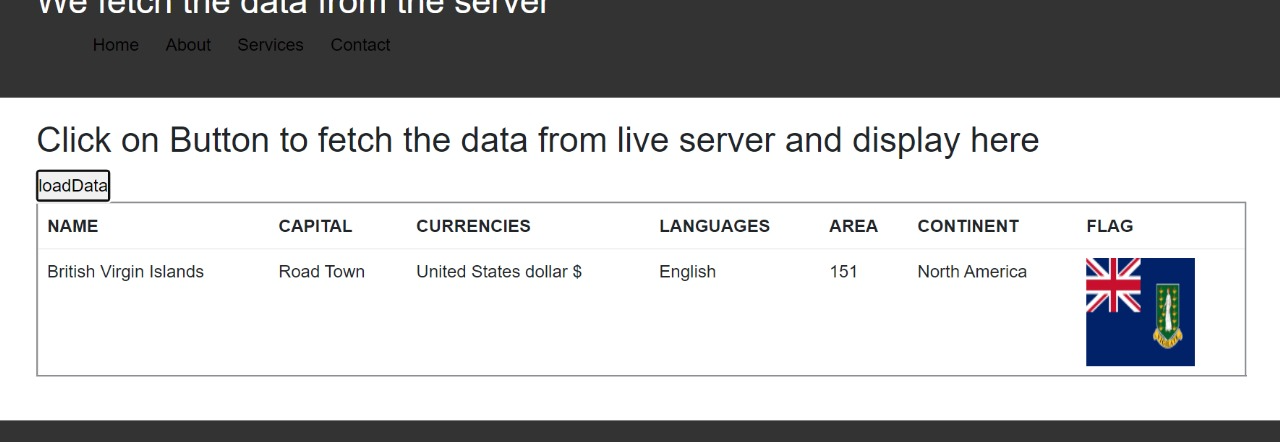 We fetch the data from the server
Home About Services Contact
Click on Button to fetch the data from live server and display here
loadData
NAME CAPITAL CURRENCIES LANGUAGES AREA CONTINENT FLAG
British Virgin Islands Road Town United States dollar $ English 151 North America